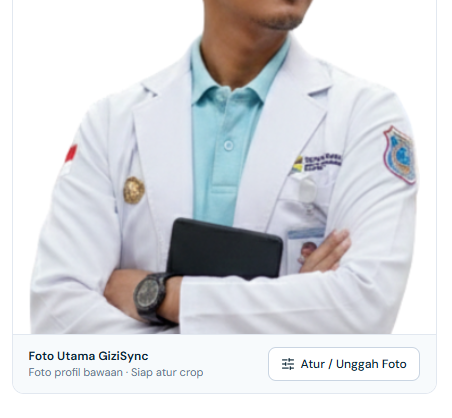 Foto Utama GiziSync
Foto profil bawaan · Siap atur crop
Atur / Unggah Foto